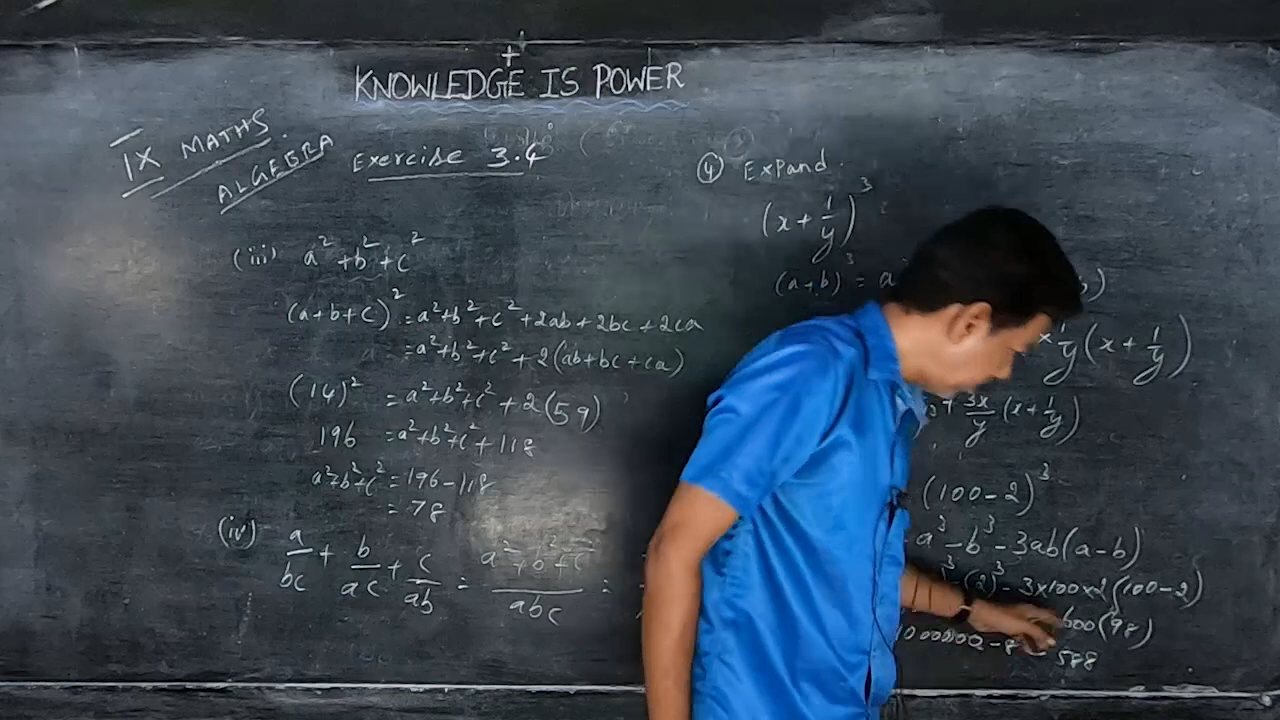 KNOWLEDGE IS POWER
IX MATHS
ALGEBRA
Exercise 3.4
(iii) a² + b² + c²
(a+b+c)² = a²+b²+c²+2ab+2bc+2ca
= a²+b²+c²+2(ab+bc+ca)
(14)² = a²+b²+c²+2(59)
196 = a²+b²+c²+118
a²+b²+c² = 196-118
= 78
(iv) a/bc + b/ac + c/ab = a²+b²+c²/abc =
④ Expand
(x + 1/y)³
(a+b)³ = a
× 1/y (x + 1/y)
+ 3x/y (x + 1/y)
(100-2)³
a³-b³-3ab(a-b)
(2)³-3×100×2(100-2)
600(98)
1000000-8
588